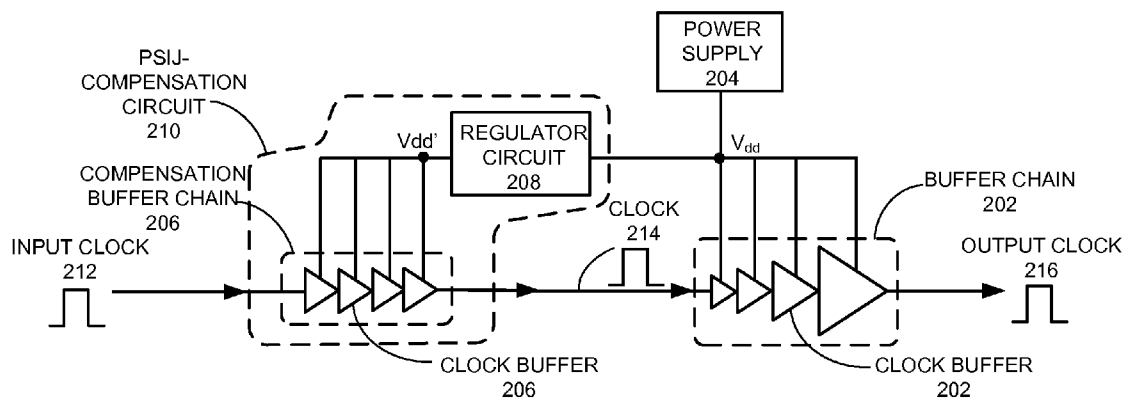 POWER
SUPPLY
204
PSIJ-
COMPENSATION
CIRCUIT
210
Vdd'
REGULATOR
CIRCUIT
208
Vdd
COMPENSATION
BUFFER CHAIN
206
BUFFER CHAIN
202
INPUT CLOCK
212
CLOCK
214
OUTPUT CLOCK
216
CLOCK BUFFER
206
CLOCK BUFFER
202